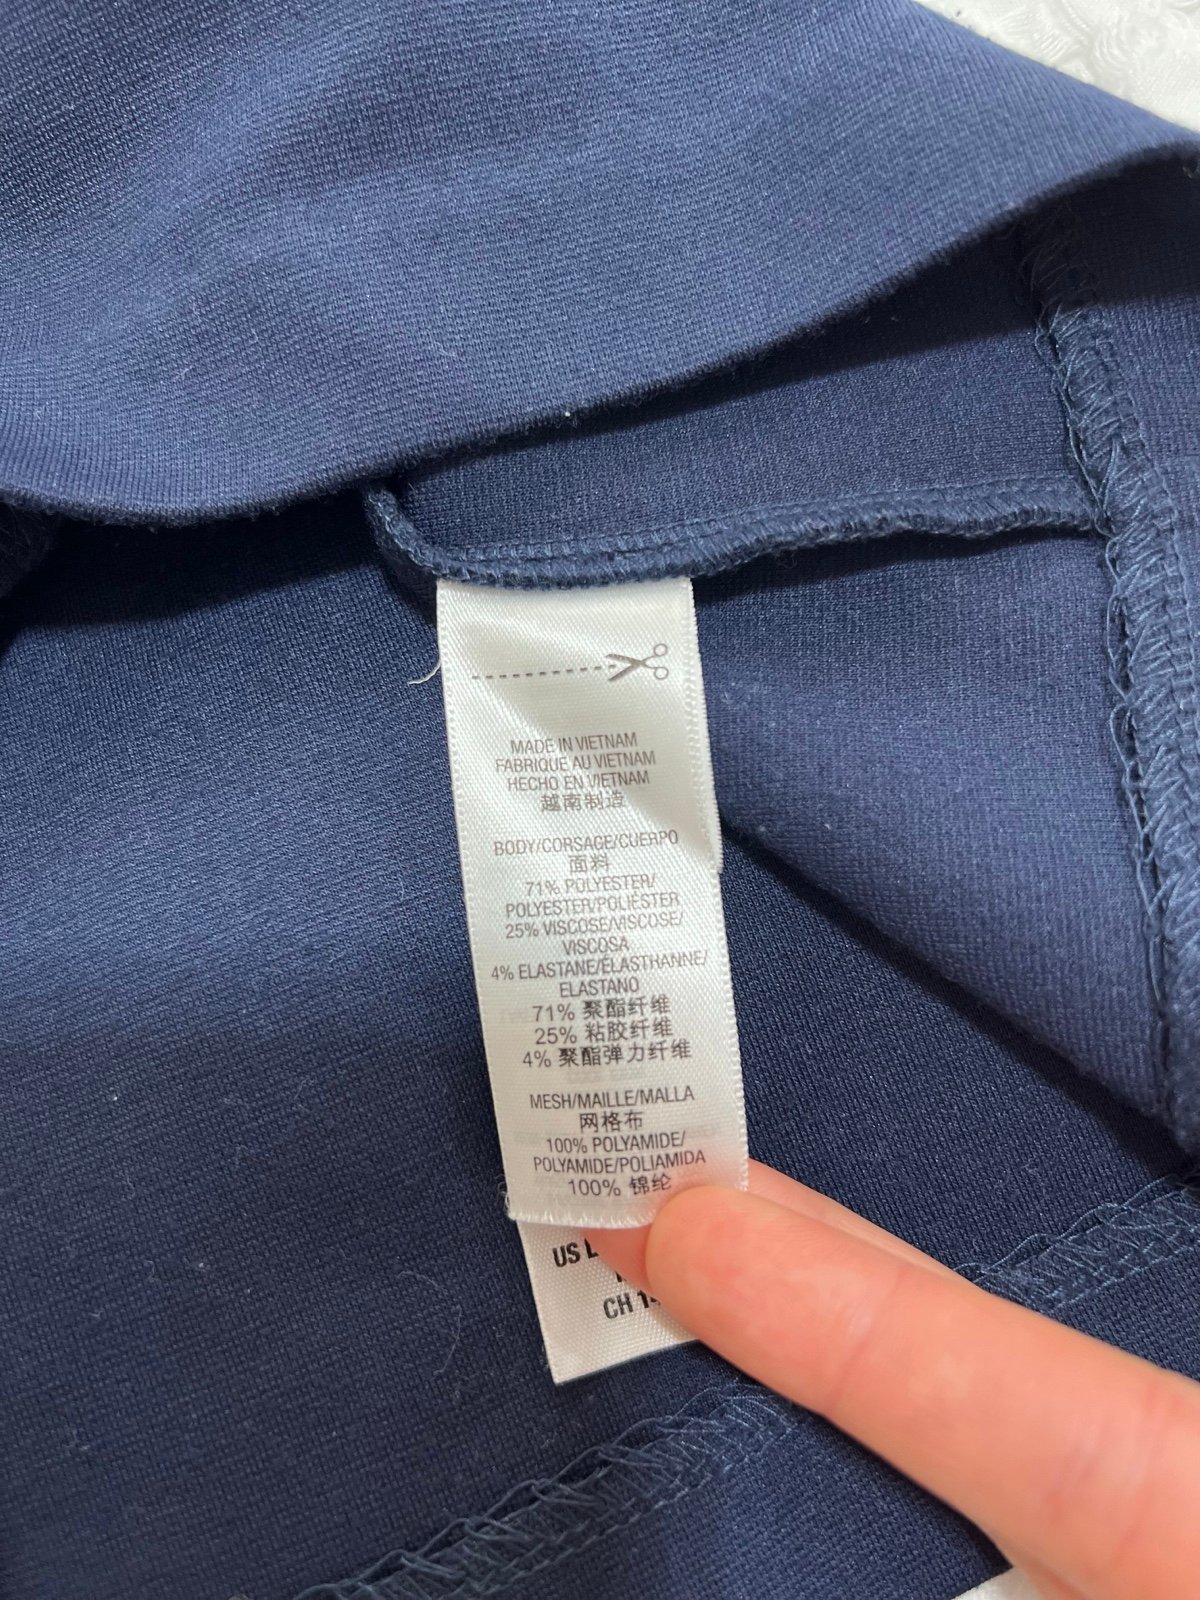 MADE IN VIETNAM
FABRIQUE AU VIETNAM
HECHO EN VIETNAM
越南制造
BODY/CORSAGE/CUERPO
面料
71% POLYESTER/
POLYESTER/POLIÉSTER
25% VISCOSE/VISCOSE/
VISCOSA
4% ELASTANE/ÉLASTHANNE/
ELASTANO
71% 聚酯纤维
25% 粘胶纤维
4% 聚酯弹力纤维
MESH/MAILLE/MALLA
网格布
100% POLYAMIDE/
POLYAMIDE/POLIAMIDA
100% 锦纶
US
CH